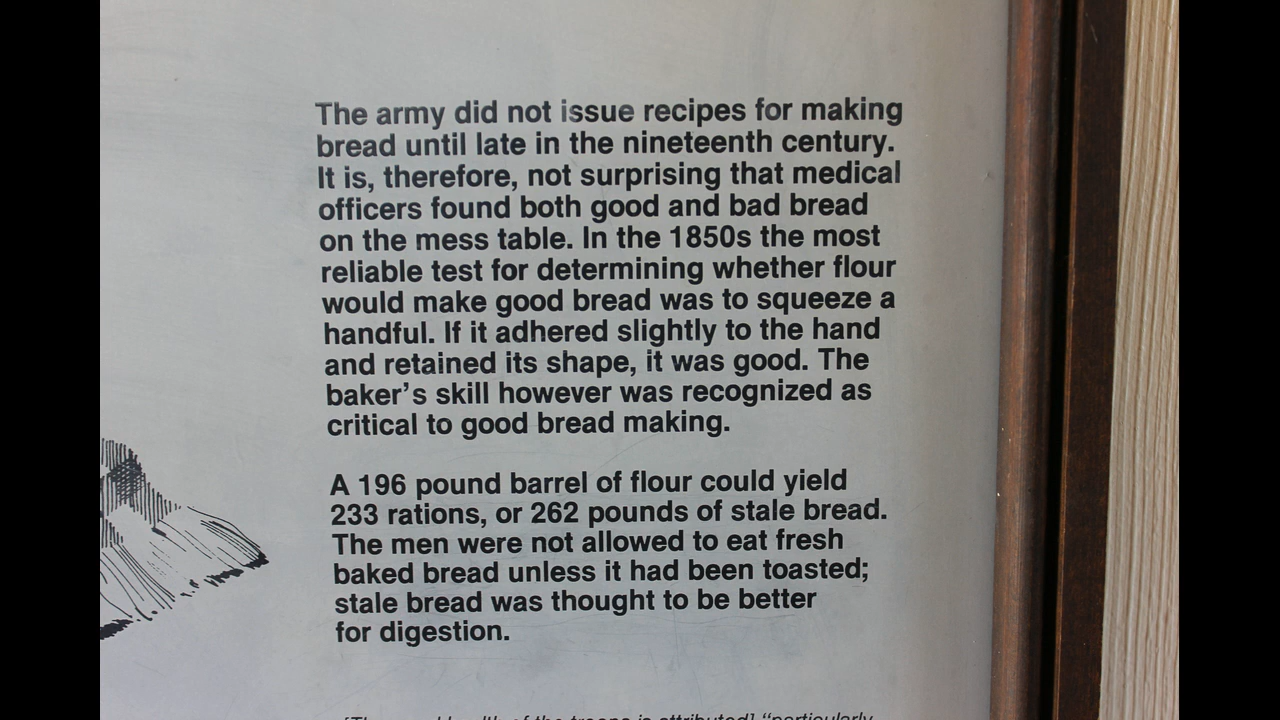 The army did not issue recipes for making
bread until late in the nineteenth century.
It is, therefore, not surprising that medical
officers found both good and bad bread
on the mess table. In the 1850s the most
reliable test for determining whether flour
would make good bread was to squeeze a
handful. If it adhered slightly to the hand
and retained its shape, it was good. The
baker's skill however was recognized as
critical to good bread making.
A 196 pound barrel of flour could yield
233 rations, or 262 pounds of stale bread.
The men were not allowed to eat fresh
baked bread unless it had been toasted;
stale bread was thought to be better
for digestion.
of the troops is attributed] "particularly